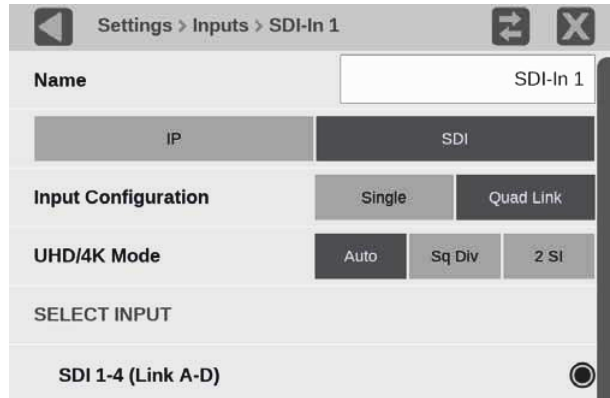 Settings > Inputs > SDI-In 1
Name SDI-In 1
IP SDI
Input Configuration Single Quad Link
UHD/4K Mode Auto Sq Div 2 SI
SELECT INPUT
SDI 1-4 (Link A-D)